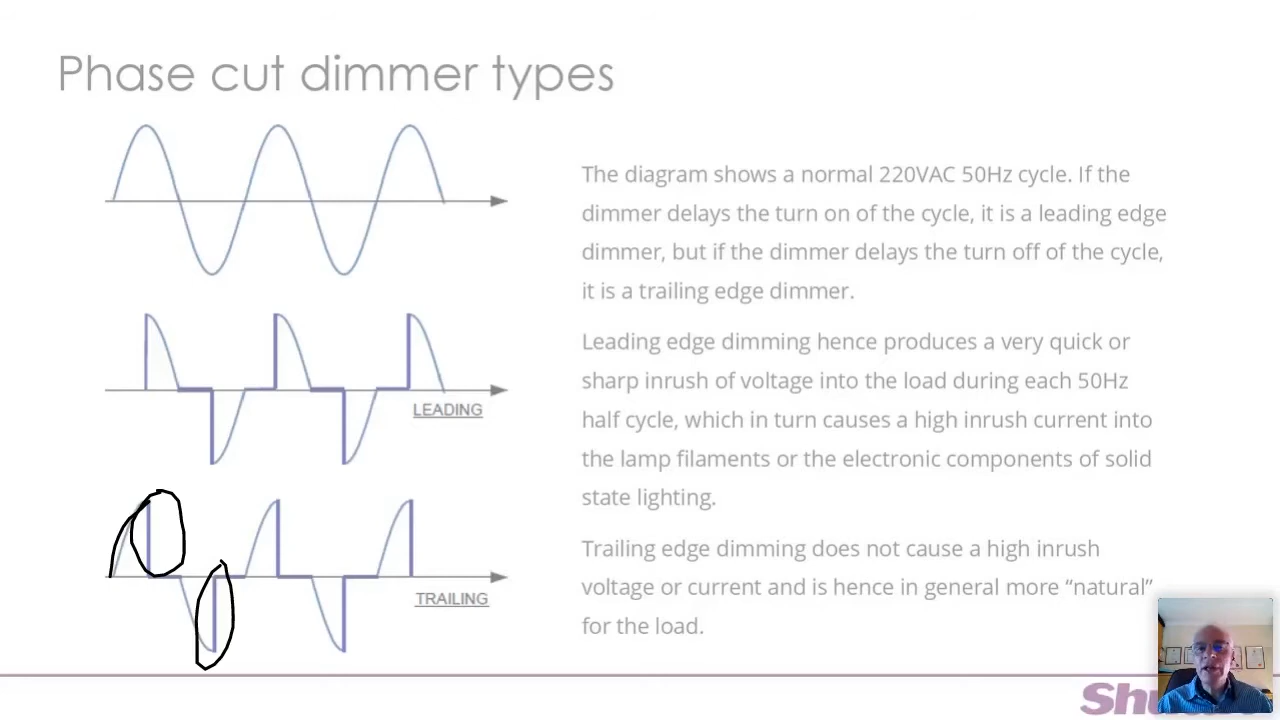 Phase cut dimmer types
The diagram shows a normal 220VAC 50Hz cycle. If the
dimmer delays the turn on of the cycle, it is a leading edge
dimmer, but if the dimmer delays the turn off of the cycle,
it is a trailing edge dimmer.
Leading edge dimming hence produces a very quick or
sharp inrush of voltage into the load during each 50Hz
half cycle, which in turn causes a high inrush current into
the lamp filaments or the electronic components of solid
state lighting.
Trailing edge dimming does not cause a high inrush
voltage or current and is hence in general more “natural”
for the load.
LEADING
TRAILING